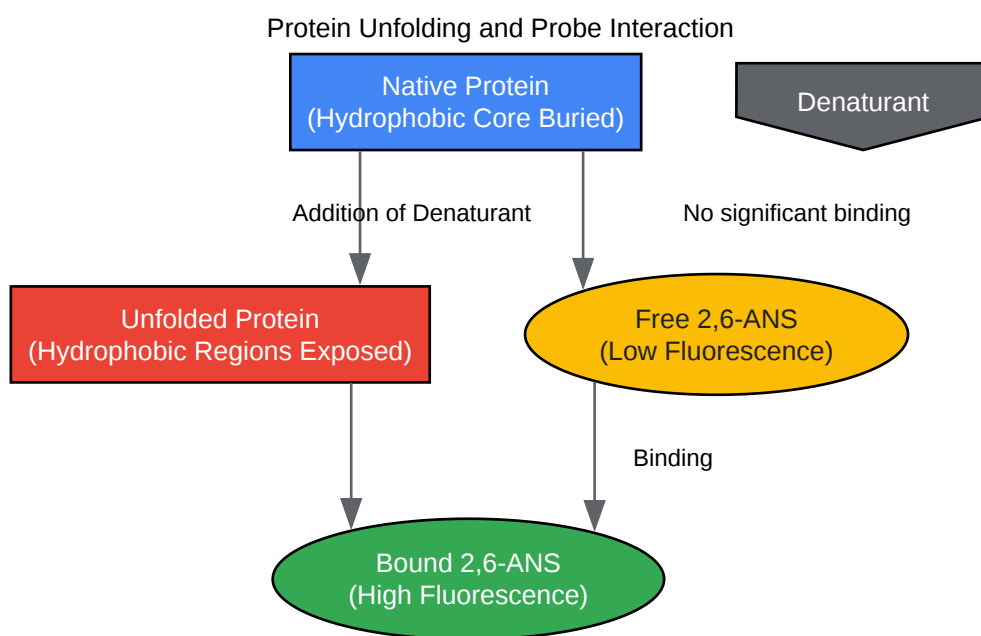 Protein Unfolding and Probe Interaction
Native Protein
(Hydrophobic Core Buried)
Denaturant
Addition of Denaturant
No significant binding
Unfolded Protein
(Hydrophobic Regions Exposed)
Free 2,6-ANS
(Low Fluorescence)
Binding
Bound 2,6-ANS
(High Fluorescence)